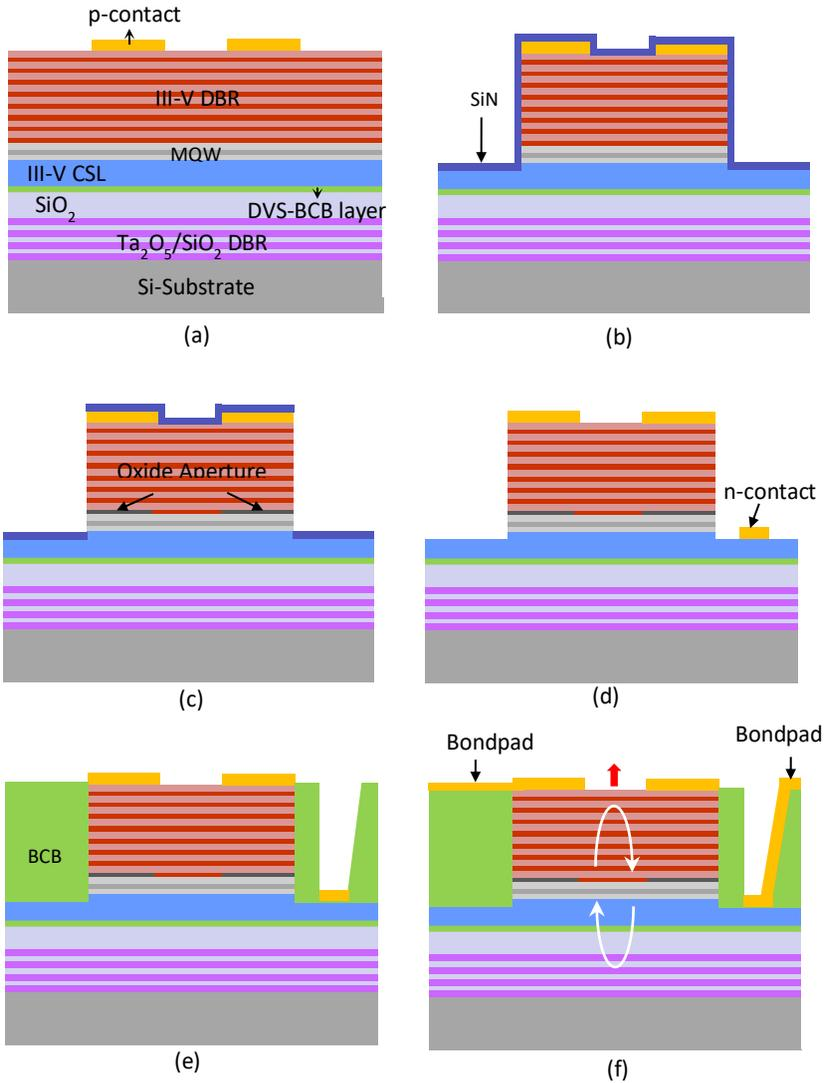 p-contact
III-V DBR
MQW
III-V CSL
SiO2
DVS-BCB layer
Ta2O5/SiO2 DBR
Si-Substrate
(a)
SiN
(b)
Oxide Aperture
(c)
n-contact
(d)
BCB
(e)
Bondpad
Bondpad
(f)